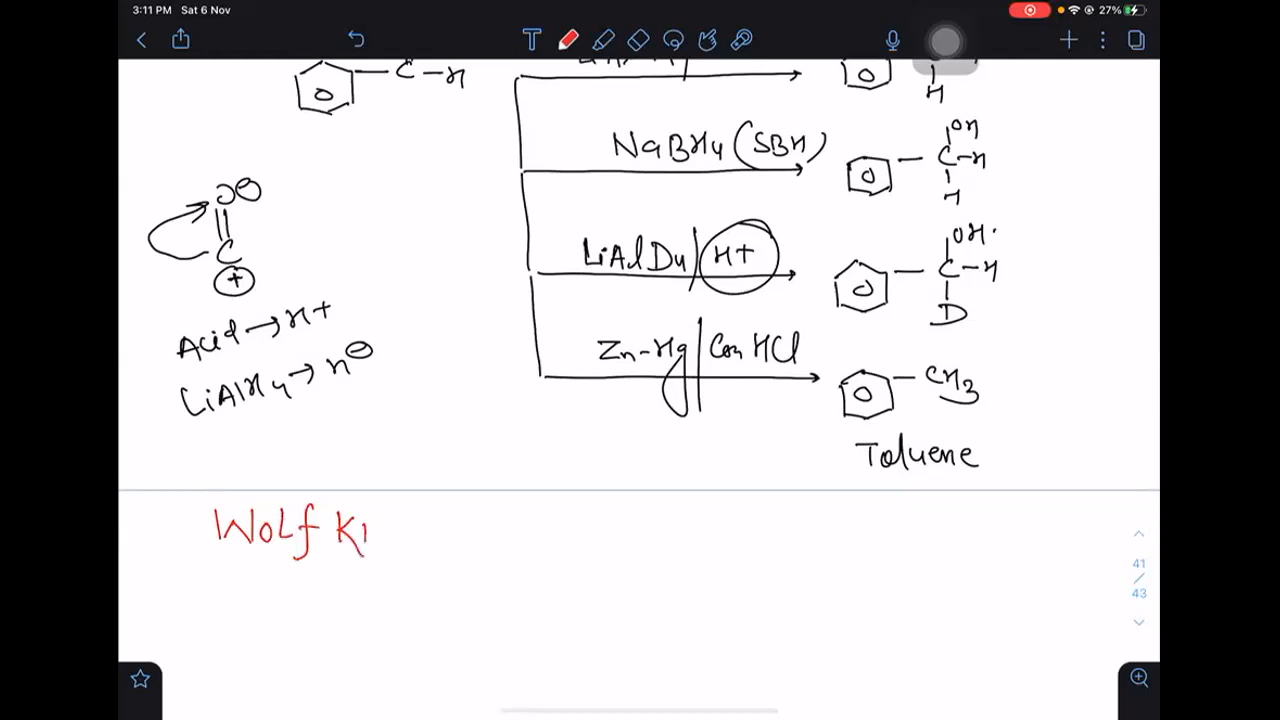 3:11 PM Sat 6 Nov
27%
C-H
H
NaBH4 (SBH)
OH
C-H
H
O⊖
C
+
LiAlD4 | H+
OH.
C-H
D
Acid → H+
LiAlH4 → H⊖
Zn-Hg | Con HCl
CH3
Toluene
WOLF KI
41
/
43